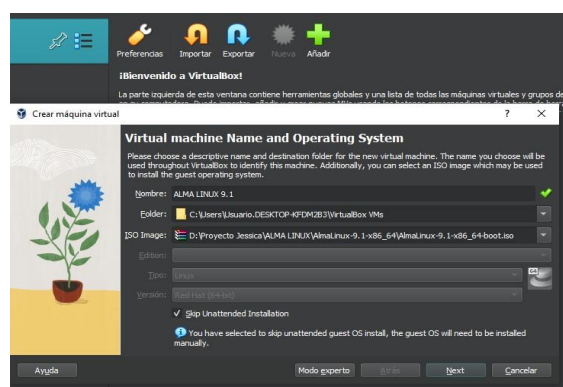 Preferencias Importar Exportar Nueva Añadir
¡Bienvenido a VirtualBox!
La parte izquierda de esta ventana contiene herramientas globales y una lista de todas las máquinas virtuales y grupos de
Crear máquina virtual ? X
Virtual machine Name and Operating System
Please choose a descriptive name and destination folder for the new virtual machine. The name you choose will be
used throughout VirtualBox to identify this machine. Additionally, you can select an ISO image which may be used
to install the guest operating system.
Nombre: ALMA LINUX 9.1
Folder: C:\Users\Usuario.DESKTOP-KFDM2B3\VirtualBox VMs
ISO Image: D:\Proyecto Jessica\ALMA LINUX\AlmaLinux-9.1-x86_64\AlmaLinux-9.1-x86_64-boot.iso
Edition:
Tipo: Linux
64
Versión: Red Hat (64-bit)
Skip Unattended Installation
You have selected to skip unattended guest OS install, the guest OS will need to be installed
manually.
Ayuda Modo experto Atrás Next Cancelar